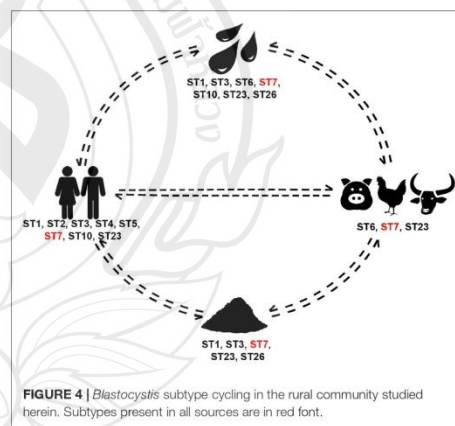 ST1, ST3, ST6, ST7,
ST10, ST23, ST26
ST1, ST2, ST3, ST4, ST5,
ST7, ST10, ST23
ST6, ST7, ST23
ST1, ST3, ST7,
ST23, ST26
FIGURE 4 | Blastocystis subtype cycling in the rural community studied
herein. Subtypes present in all sources are in red font.